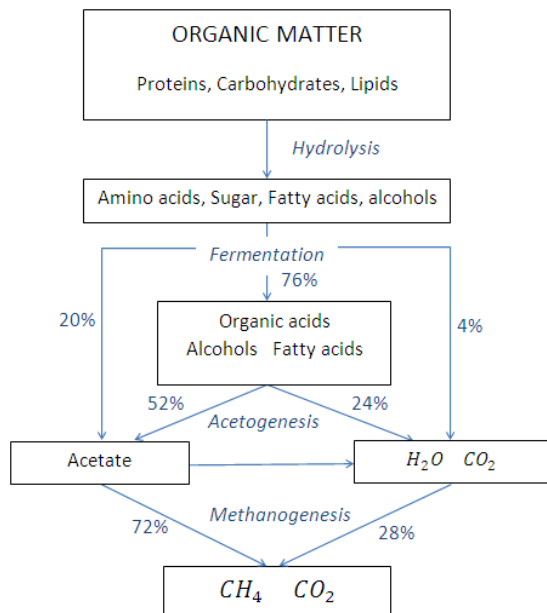 ORGANIC MATTER
Proteins, Carbohydrates, Lipids
Hydrolysis
Amino acids, Sugar, Fatty acids, alcohols
Fermentation
76%
20%
4%
Organic acids
Alcohols Fatty acids
52%
24%
Acetogenesis
Acetate
H₂O CO₂
72%
Methanogenesis
28%
CH₄ CO₂